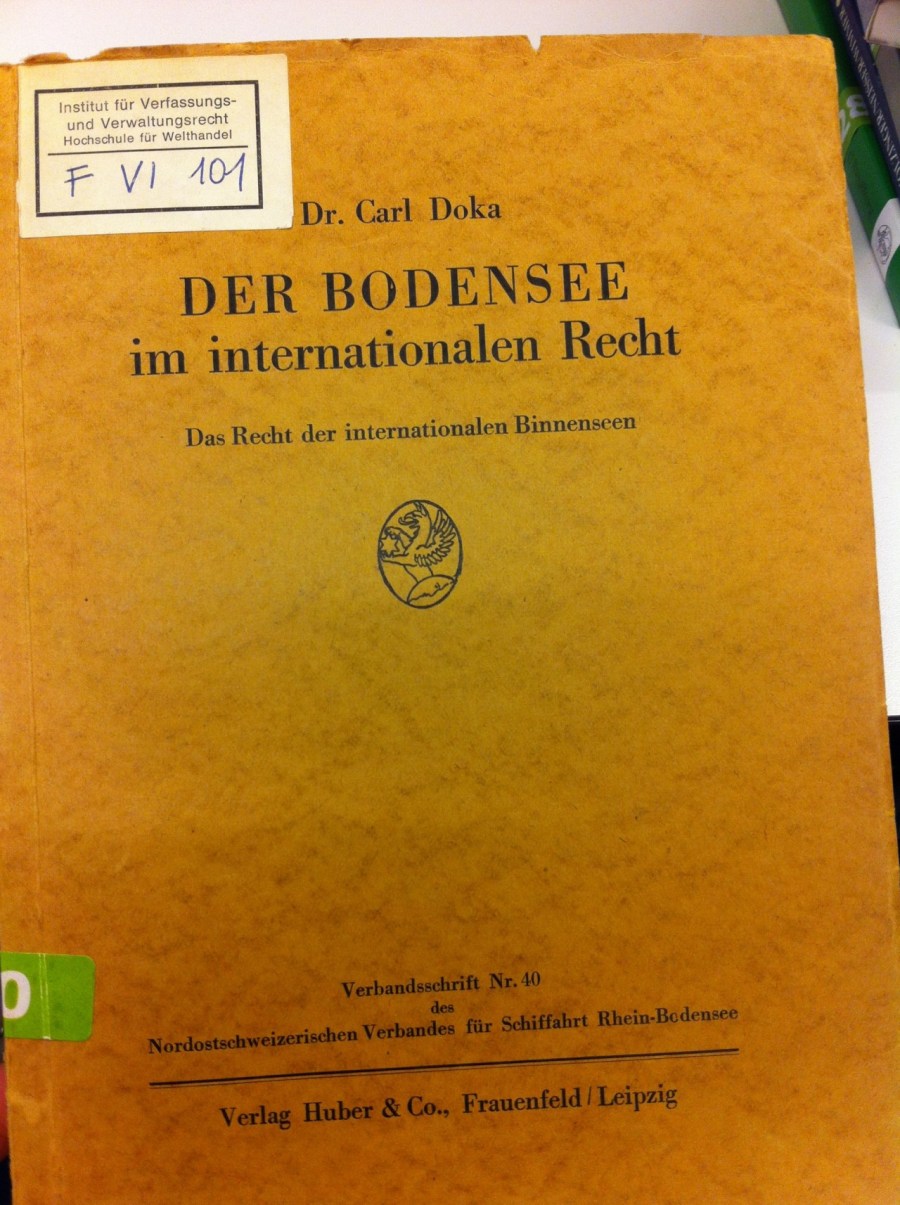 Institut für Verfassungs-
und Verwaltungsrecht
Hochschule für Welthandel
F VI 101
Dr. Carl Doka
DER BODENSEE
im internationalen Recht
Das Recht der internationalen Binnenseen
Verbandsschrift Nr. 40
des
Nordostschweizerischen Verbandes für Schiffahrt Rhein-Bodensee
Verlag Huber & Co., Frauenfeld / Leipzig